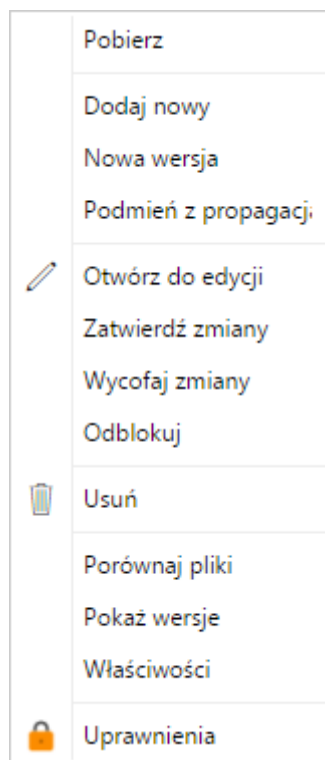 Pobierz
Dodaj nowy
Nowa wersja
Podmień z propagacją
Otwórz do edycji
Zatwierdź zmiany
Wycofaj zmiany
Odblokuj
Usuń
Porównaj pliki
Pokaż wersje
Właściwości
Uprawnienia